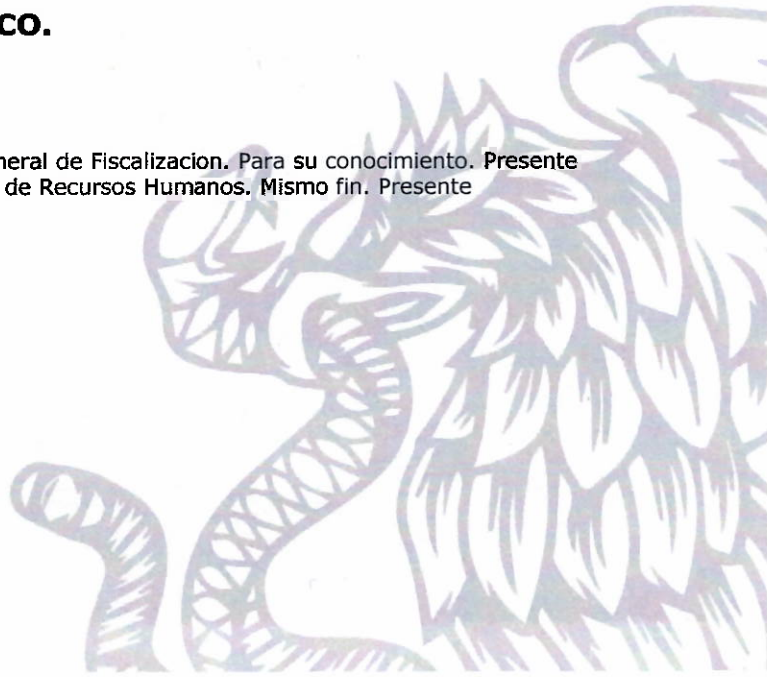 co.
neral de Fiscalizacion. Para su conocimiento. Presente
de Recursos Humanos. Mismo fin. Presente